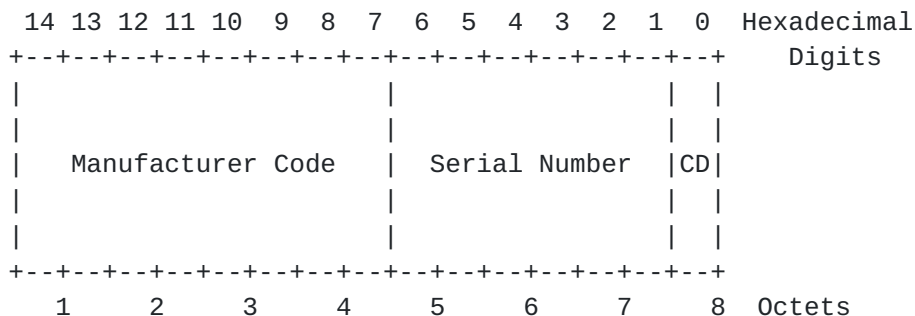 14 13 12 11 10 9 8 7 6 5 4 3 2 1 0 Hexadecimal
+--+--+--+--+--+--+--+--+--+--+--+--+--+--+--+ Digits
| | | |
| | | |
| Manufacturer Code | Serial Number |CD|
| | | |
| | | |
+--+--+--+--+--+--+--+--+--+--+--+--+--+--+--+
1 2 3 4 5 6 7 8 Octets